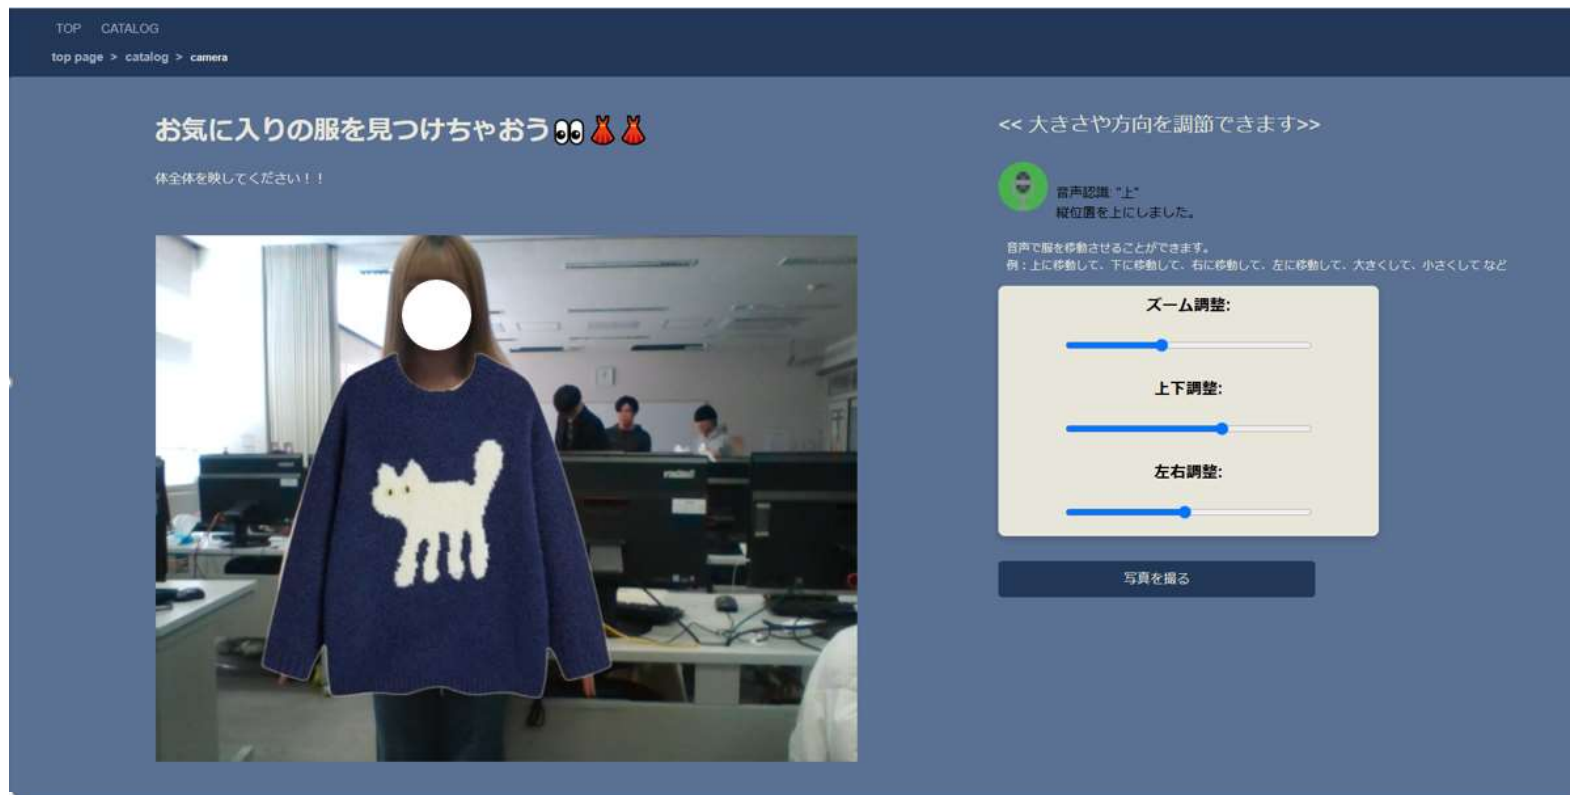 TOP CATALOG
top page > catalog > camera
お気に入りの服を見つけちゃおう👀👗👗
体全体を映してください！！
<< 大きさや方向を調節できます>>
音声認識: "上"
縦位置を上にしました。
音声で服を移動させることができます。
例：上に移動して、下に移動して、右に移動して、左に移動して、大きくして、小さくして など
ズーム調整:
上下調整:
左右調整:
写真を撮る